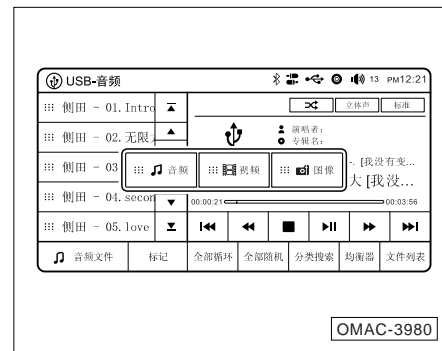 USB-音频 13 PM12:21
侧田 - 01.Intro
立体声 标准
侧田 - 02.无限
演唱者:
专辑名:
侧田 - 03
音频 视频 图像
- [我没有变...
大 [我没...
侧田 - 04.secon
00:00:21 00:03:56
侧田 - 05.love
音频文件 标记 全部循环 全部随机 分类搜索 均衡器 文件列表
OMAC-3980